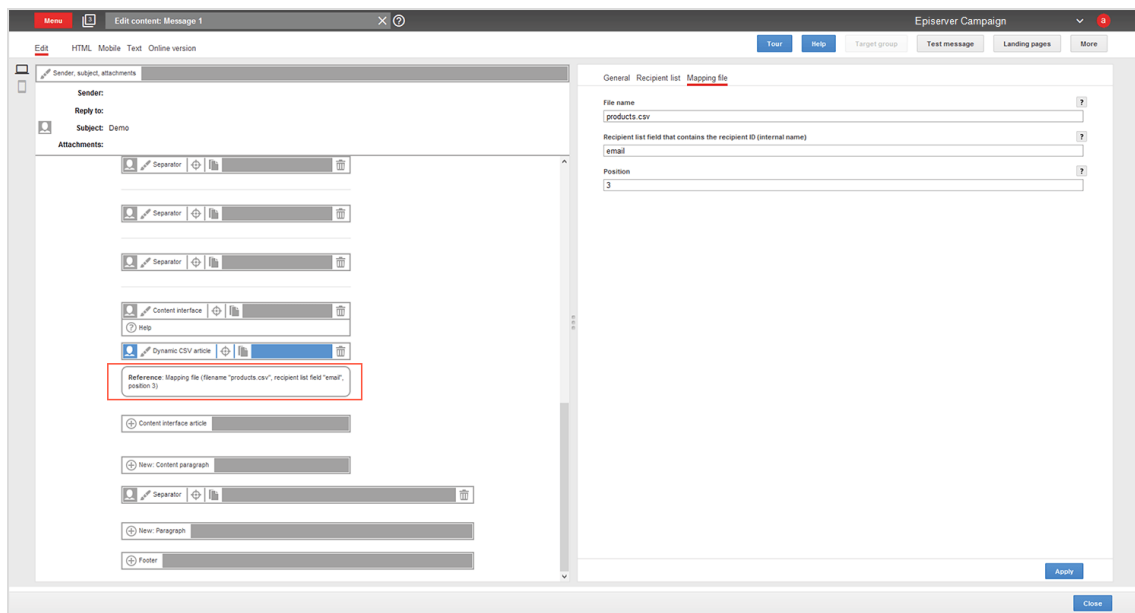 Menu
3
Edit content: Message 1
Episerver Campaign
a
Edit HTML Mobile Text Online version
Tour Help Target group Test message Landing pages More
Sender, subject, attachments
Sender:
Reply to:
Subject: Demo
Attachments:
Separator
Separator
Separator
Content interface
? Help
Dynamic CSV article
Reference: Mapping file (filename "products.csv", recipient list field "email",
position 3)
Content interface article
New: Content paragraph
Separator
New: Paragraph
Footer
General Recipient list Mapping file
File name ?
products.csv
Recipient list field that contains the recipient ID (internal name) ?
email
Position ?
3
Apply
Close